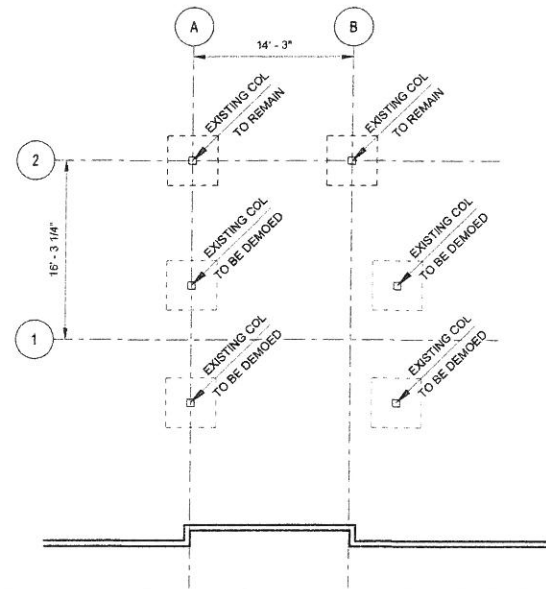 A
B
14' - 3"
EXISTING COL
TO REMAIN
EXISTING COL
TO REMAIN
2
16' - 3 1/4"
EXISTING COL
TO BE DEMOED
EXISTING COL
TO BE DEMOED
1
EXISTING COL
TO BE DEMOED
EXISTING COL
TO BE DEMOED